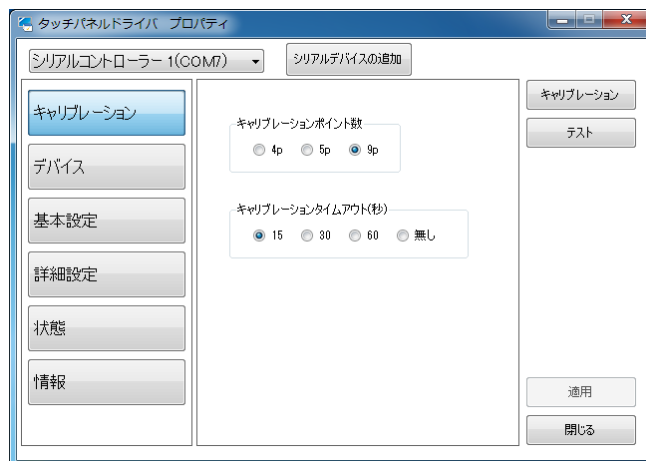 タッチパネルドライバ プロパティ
シリアルコントローラー 1(COM7)
シリアルデバイスの追加
キャリブレーション
デバイス
基本設定
詳細設定
状態
情報
キャリブレーションポイント数
4p 5p 9p
キャリブレーションタイムアウト(秒)
15 30 60 無し
キャリブレーション
テスト
適用
閉じる